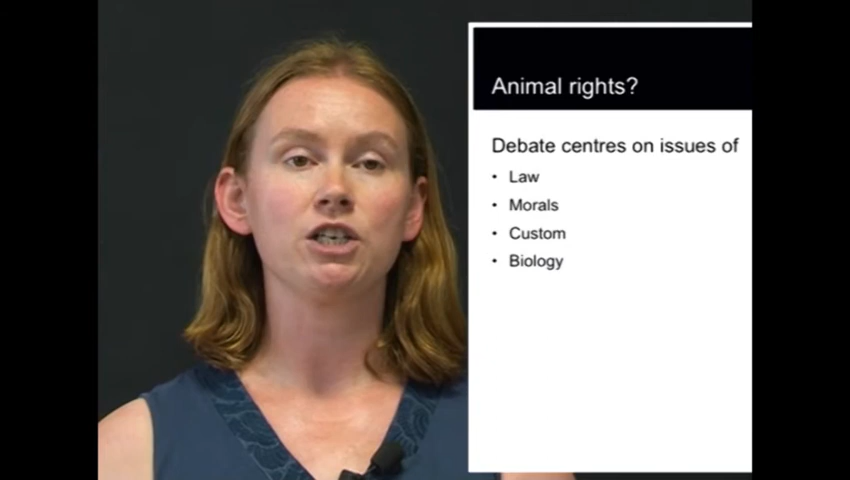 Animal rights?
Debate centres on issues of
• Law
• Morals
• Custom
• Biology